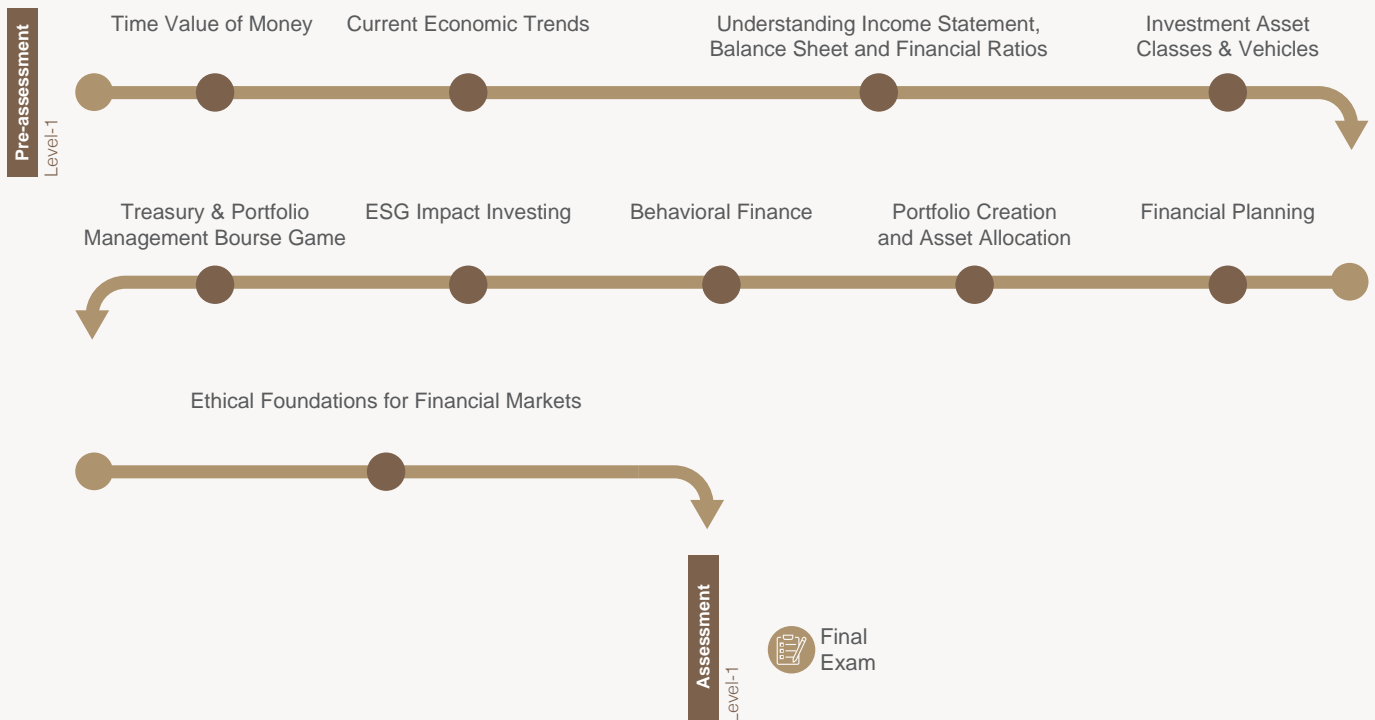 Pre-assessment
Level-1
Time Value of Money
Current Economic Trends
Understanding Income Statement,
Balance Sheet and Financial Ratios
Investment Asset
Classes & Vehicles
Treasury & Portfolio
Management Bourse Game
ESG Impact Investing
Behavioral Finance
Portfolio Creation
and Asset Allocation
Financial Planning
Ethical Foundations for Financial Markets
Assessment
Level-1
Final
Exam